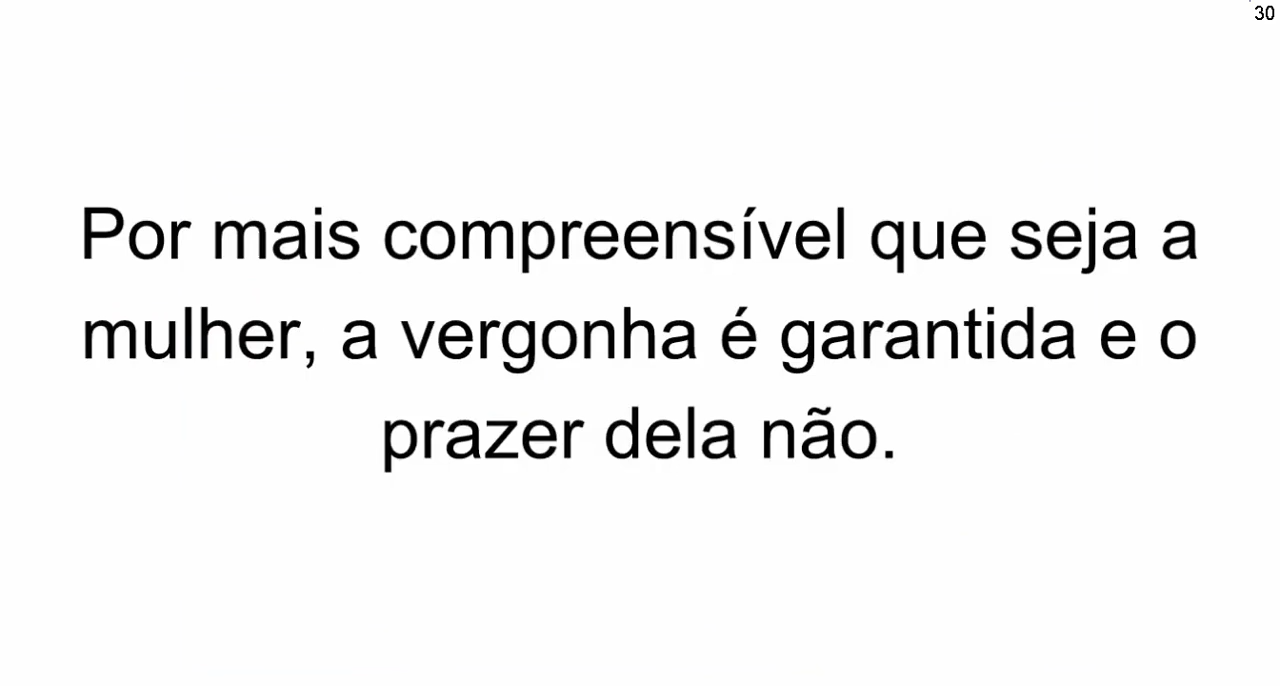 30
Por mais compreensível que seja a
mulher, a vergonha é garantida e o
prazer dela não.